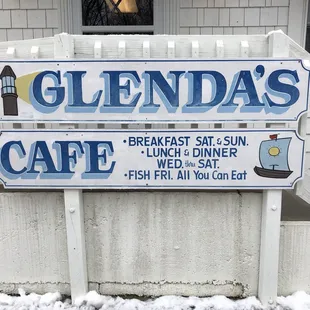 GLENDA'S
CAFE
• BREAKFAST SAT. & SUN.
• LUNCH & DINNER
WED. thru SAT.
• FISH FRI. All You Can Eat